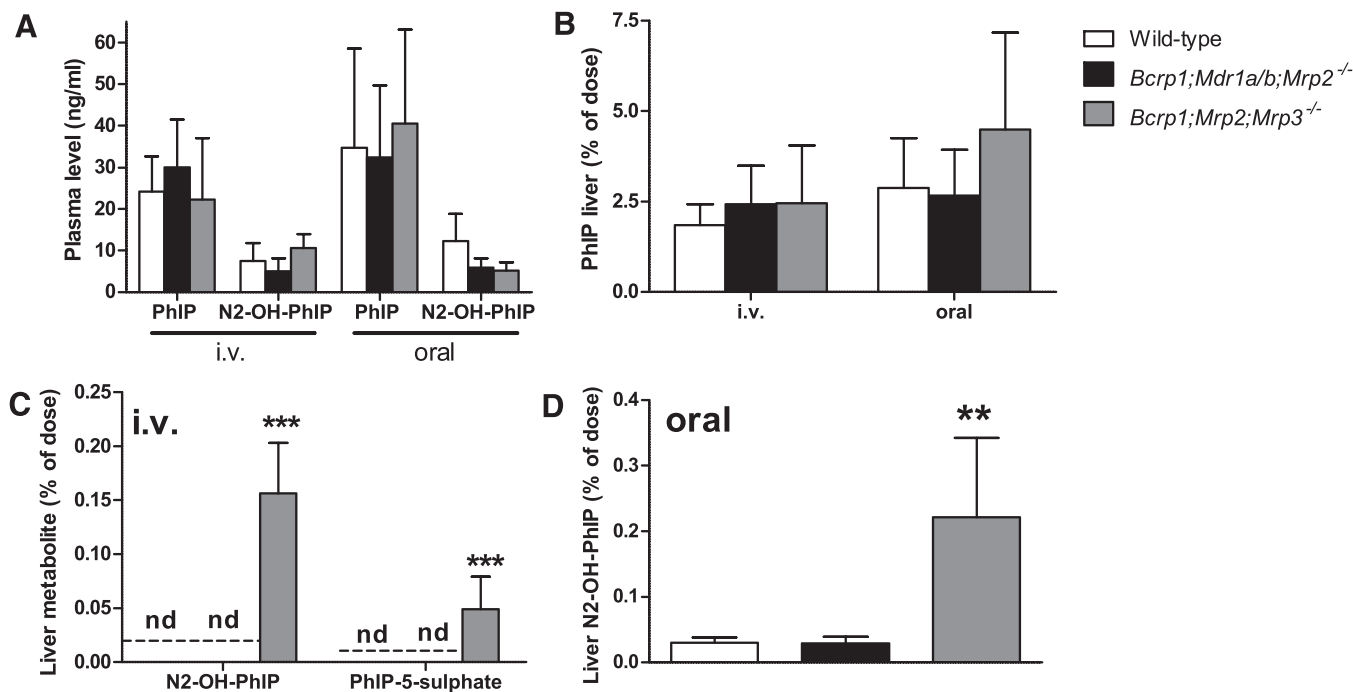 A
Plasma level (ng/ml)
60
50
40
30
20
10
0
PhIP
N2-OH-PhIP
PhIP
N2-OH-PhIP
i.v.
oral
B
PhIP liver (% of dose)
7.5
5.0
2.5
0.0
i.v.
oral
Wild-type
Bcrp1;Mdr1a/b;Mrp2-/-
Bcrp1;Mrp2;Mrp3-/-
C
Liver metabolite (% of dose)
0.25
0.20
0.15
0.10
0.05
0.00
i.v.
***
***
nd
nd
nd
nd
N2-OH-PhIP
PhIP-5-sulphate
D
Liver N2-OH-PhIP (% of dose)
0.4
0.3
0.2
0.1
0.0
oral
**